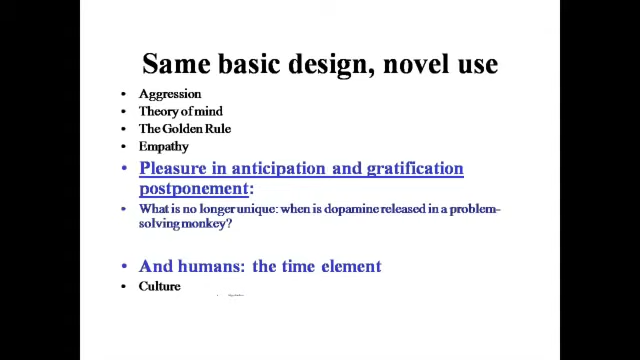 Same basic design, novel use
• Aggression
• Theory of mind
• The Golden Rule
• Empathy
• Pleasure in anticipation and gratification
postponement:
• What is no longer unique: when is dopamine released in a problem-
solving monkey?
• And humans: the time element
• Culture